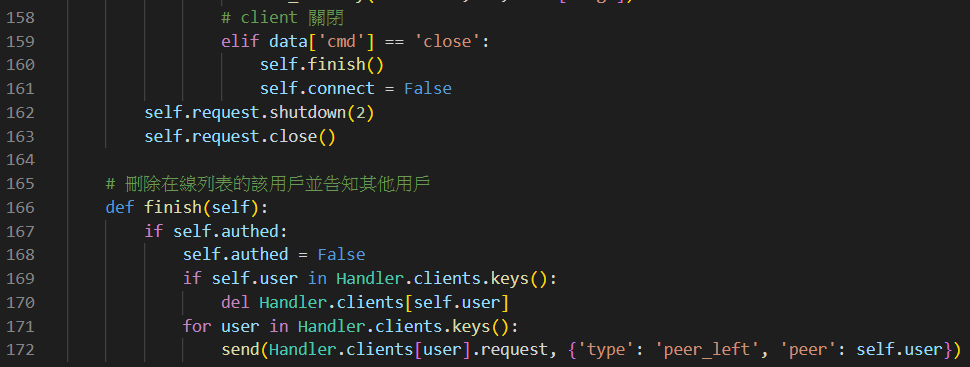 158 # client 關閉
159 elif data['cmd'] == 'close':
160 self.finish()
161 self.connect = False
162 self.request.shutdown(2)
163 self.request.close()
164
165 # 刪除在線列表的該用戶並告知其他用戶
166 def finish(self):
167 if self.authed:
168 self.authed = False
169 if self.user in Handler.clients.keys():
170 del Handler.clients[self.user]
171 for user in Handler.clients.keys():
172 send(Handler.clients[user].request, {'type': 'peer_left', 'peer': self.user})